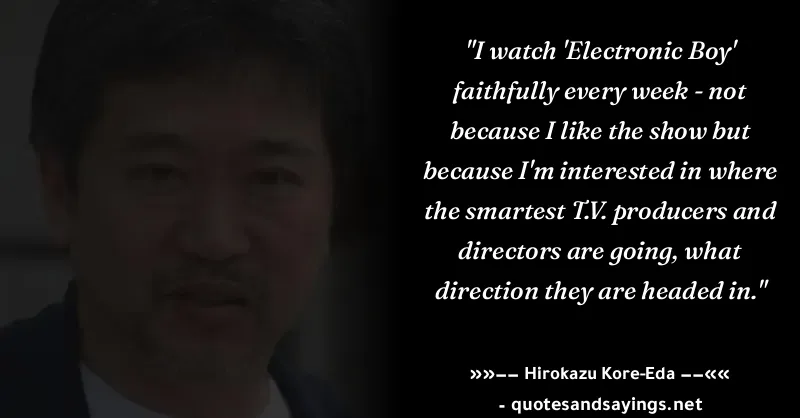 "I watch 'Electronic Boy'
faithfully every week - not
because I like the show but
because I'm interested in where
the smartest T.V. producers and
directors are going, what
direction they are headed in."
»»–– Hirokazu Kore-Eda ––««
- quotesandsayings.net